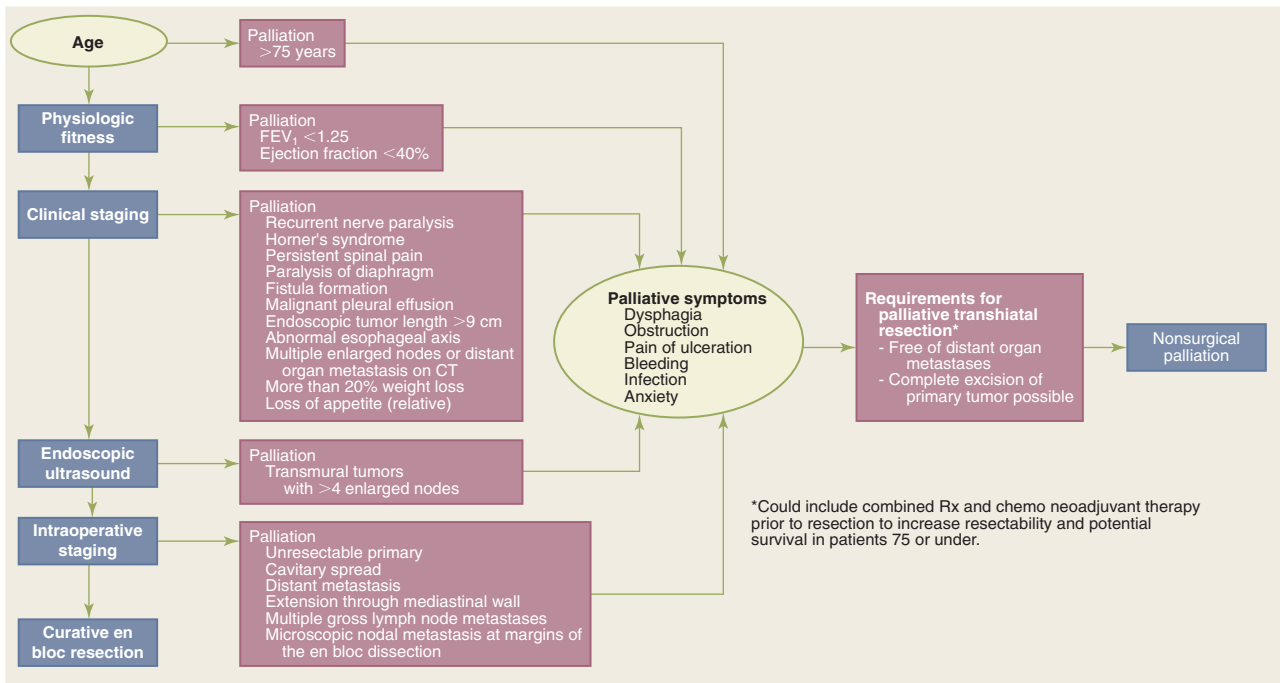 Age
Palliation
>75 years
Physiologic
fitness
Palliation
FEV₁ <1.25
Ejection fraction <40%
Clinical staging
Palliation
Recurrent nerve paralysis
Horner's syndrome
Persistent spinal pain
Paralysis of diaphragm
Fistula formation
Malignant pleural effusion
Endoscopic tumor length >9 cm
Abnormal esophageal axis
Multiple enlarged nodes or distant
organ metastasis on CT
More than 20% weight loss
Loss of appetite (relative)
Endoscopic
ultrasound
Palliation
Transmural tumors
with >4 enlarged nodes
Intraoperative
staging
Palliation
Unresectable primary
Cavitary spread
Distant metastasis
Extension through mediastinal wall
Multiple gross lymph node metastases
Microscopic nodal metastasis at margins of
the en bloc dissection
Curative en
bloc resection
Palliative symptoms
Dysphagia
Obstruction
Pain of ulceration
Bleeding
Infection
Anxiety
Requirements for
palliative transhiatal
resection*
- Free of distant organ
metastases
- Complete excision of
primary tumor possible
Nonsurgical
palliation
*Could include combined Rx and chemo neoadjuvant therapy
prior to resection to increase resectability and potential
survival in patients 75 or under.